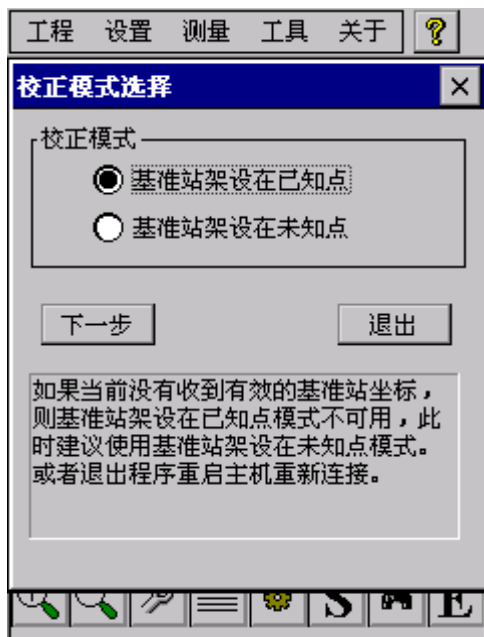 工程 设置 测量 工具 关于 ?
校正模式选择
校正模式
基准站架设在已知点
基准站架设在未知点
下一步 退出
如果当前没有收到有效的基准站坐标，
则基准站架设在已知点模式不可用，此
时建议使用基准站架设在未知点模式。
或者退出程序重启主机重新连接。
S E